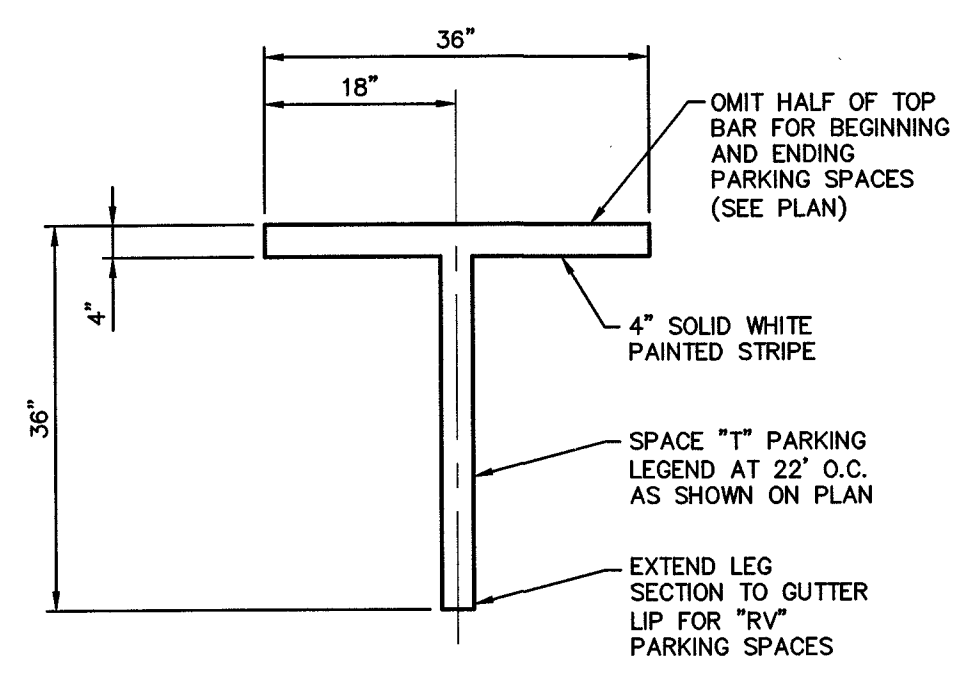 36"
18"
OMIT HALF OF TOP
BAR FOR BEGINNING
AND ENDING
PARKING SPACES
(SEE PLAN)
4"
4" SOLID WHITE
PAINTED STRIPE
36"
SPACE "T" PARKING
LEGEND AT 22' O.C.
AS SHOWN ON PLAN
EXTEND LEG
SECTION TO GUTTER
LIP FOR "RV"
PARKING SPACES